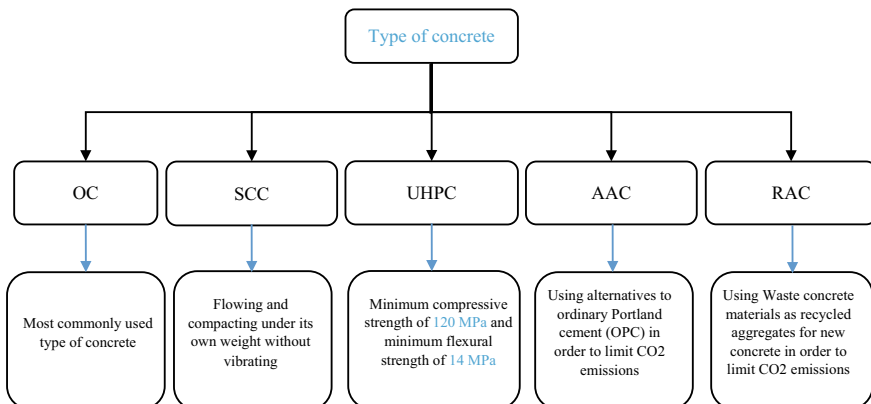 Type of concrete
OC
SCC
UHPC
AAC
RAC
Most commonly used
type of concrete
Flowing and
compacting under its
own weight without
vibrating
Minimum compressive
strength of 120 MPa and
minimum flexural
strength of 14 MPa
Using alternatives to
ordinary Portland
cement (OPC) in
order to limit CO2
emissions
Using Waste concrete
materials as recycled
aggregates for new
concrete in order to
limit CO2 emissions